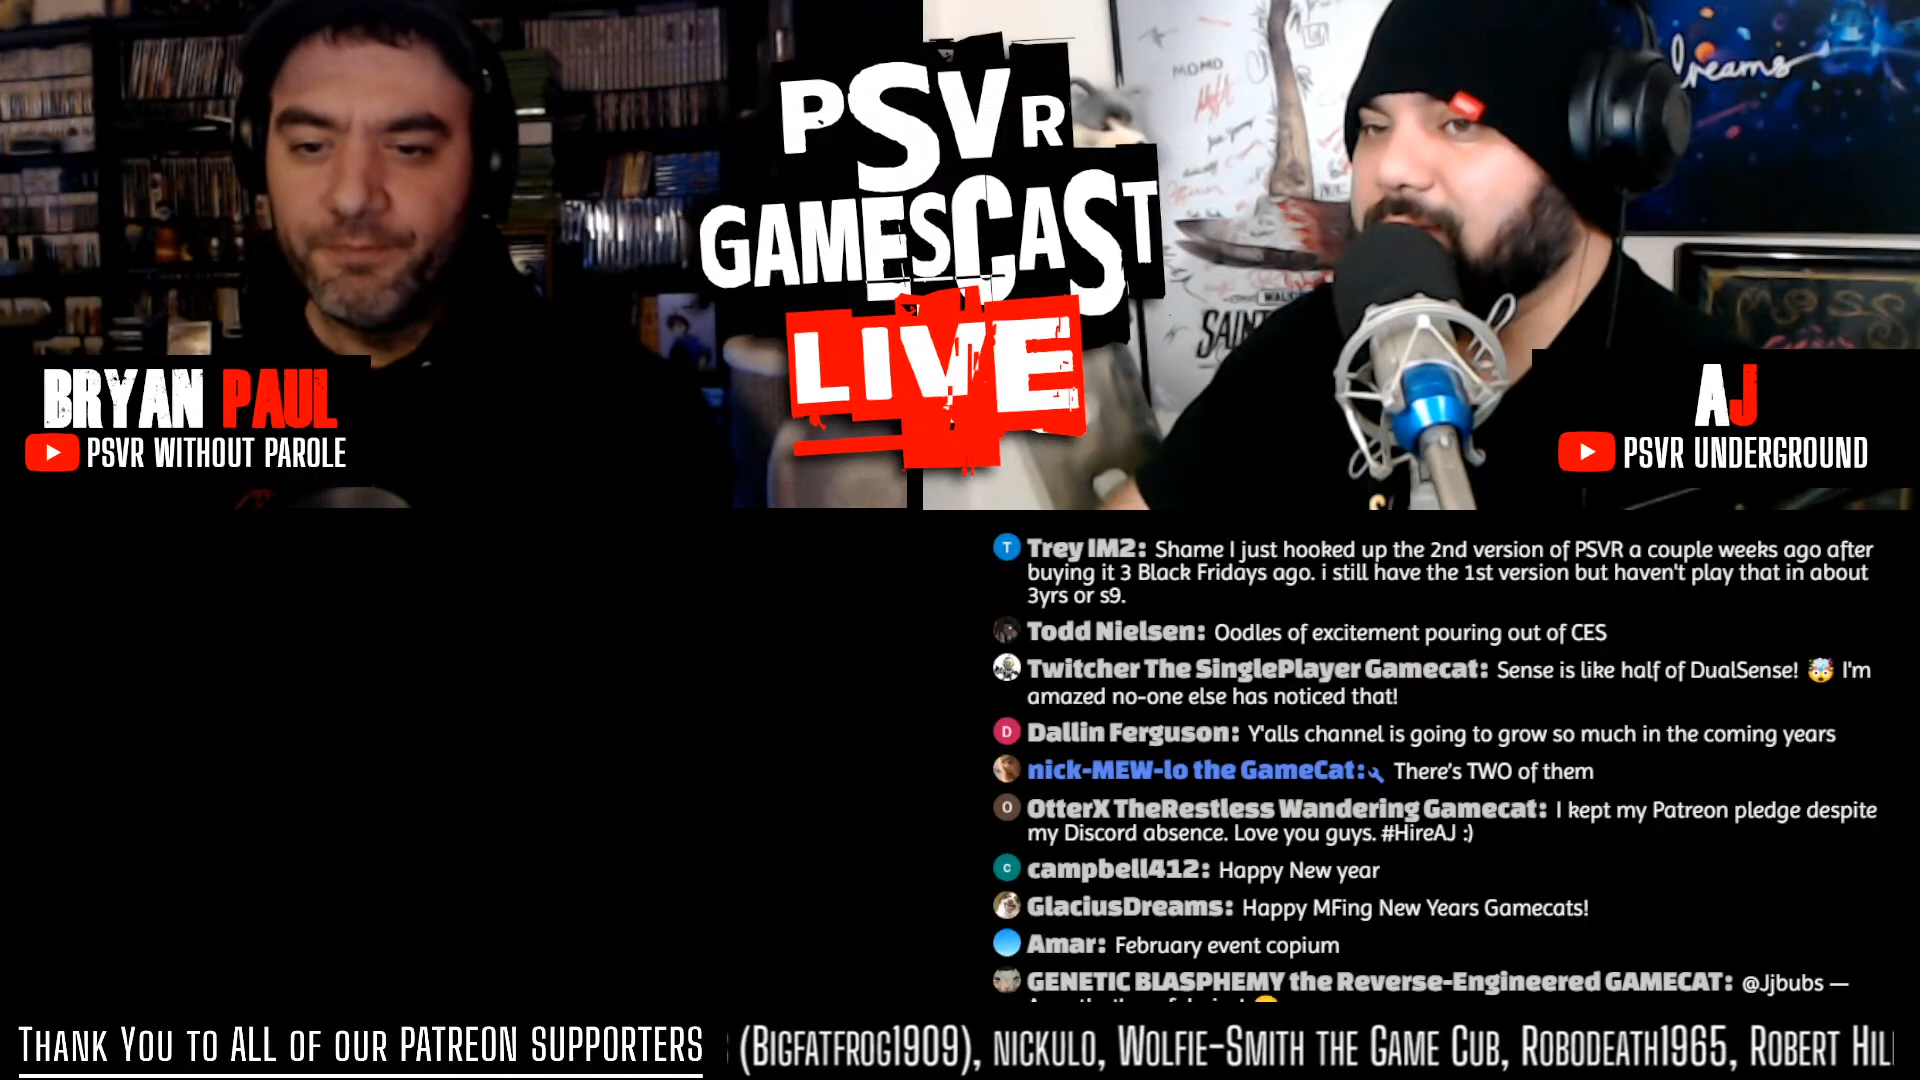 PSVR
GAMESCAST
LIVE
MOMO
Dreams
WALK
SAINT
MOSS
BRYAN PAUL
PSVR WITHOUT PAROLE
AJ
PSVR UNDERGROUND
T Trey IM2: Shame I just hooked up the 2nd version of PSVR a couple weeks ago after
buying it 3 Black Fridays ago. i still have the 1st version but haven't play that in about
3yrs or s9.
Todd Nielsen: Oodles of excitement pouring out of CES
Twitcher The SinglePlayer Gamecat: Sense is like half of DualSense! 🤯 I'm
amazed no-one else has noticed that!
D Dallin Ferguson: Y'alls channel is going to grow so much in the coming years
nick-MEW-lo the GameCat: There's TWO of them
O OtterX TheRestless Wandering Gamecat: I kept my Patreon pledge despite
my Discord absence. Love you guys. #HireAJ :)
C campbell412: Happy New year
GlaciusDreams: Happy MFing New Years Gamecats!
Amar: February event copium
GENETIC BLASPHEMY the Reverse-Engineered GAMECAT: @Jjbubs —
THANK YOU TO ALL OF OUR PATREON SUPPORTERS
(BIGFATFROG1909), NICKULO, WOLFIE-SMITH THE GAME CUB, ROBODEATH1965, ROBERT HILL